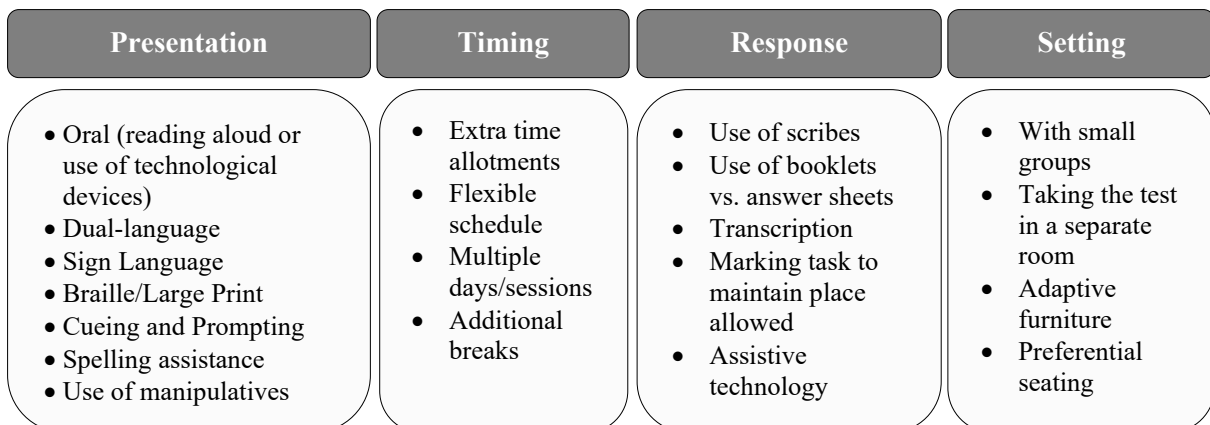 Presentation
• Oral (reading aloud or
use of technological
devices)
• Dual-language
• Sign Language
• Braille/Large Print
• Cueing and Prompting
• Spelling assistance
• Use of manipulatives
Timing
• Extra time
allotments
• Flexible
schedule
• Multiple
days/sessions
• Additional
breaks
Response
• Use of scribes
• Use of booklets
vs. answer sheets
• Transcription
• Marking task to
maintain place
allowed
• Assistive
technology
Setting
• With small
groups
• Taking the test
in a separate
room
• Adaptive
furniture
• Preferential
seating